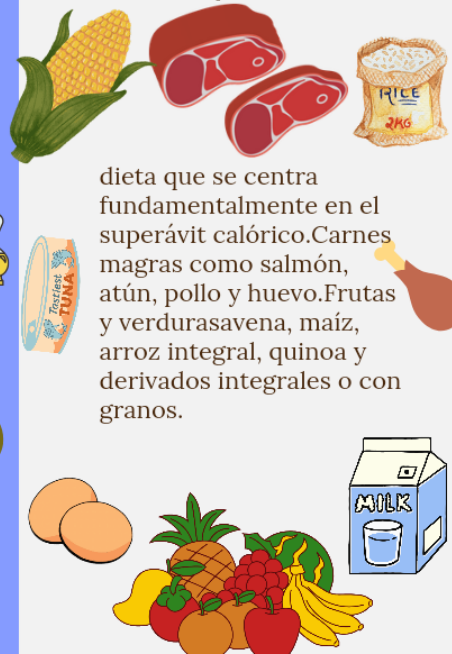 RICE
2KG
dieta que se centra
fundamentalmente en el
superávit calórico.Carnes
magras como salmón,
atún, pollo y huevo.Frutas
y verdurasavena, maíz,
arroz integral, quinoa y
derivados integrales o con
granos.
Tastiest
TUNA
MILK